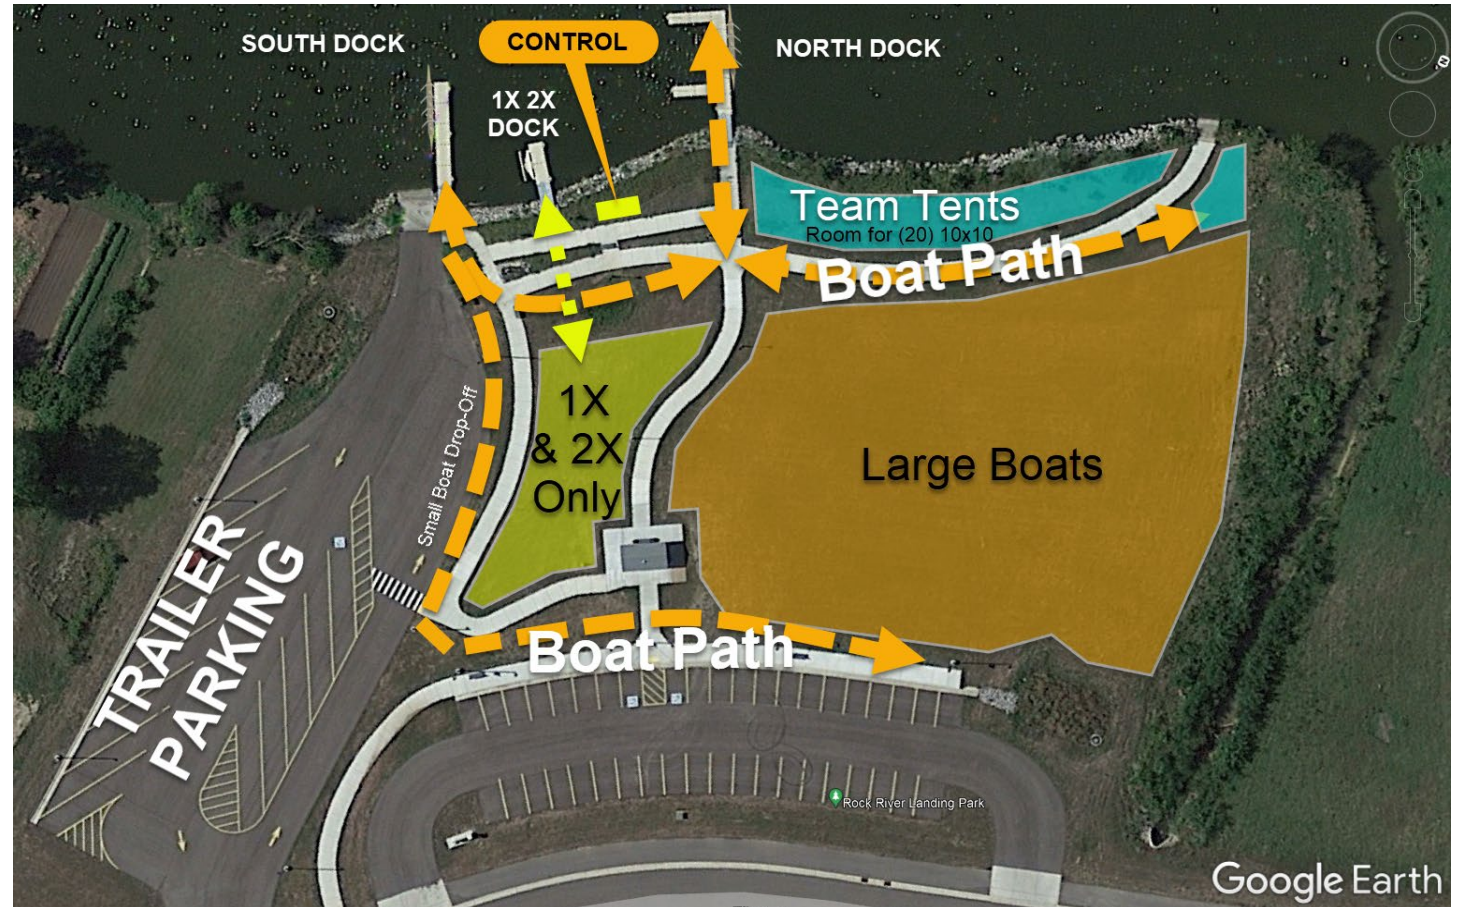 SOUTH DOCK
CONTROL
NORTH DOCK
1X 2X
DOCK
Team Tents
Room for (20) 10x10
Boat Path
1X
& 2X
Only
Large Boats
Small Boat Drop-Off
TRAILER
PARKING
Boat Path
Rock River Landing Park
Google Earth
N